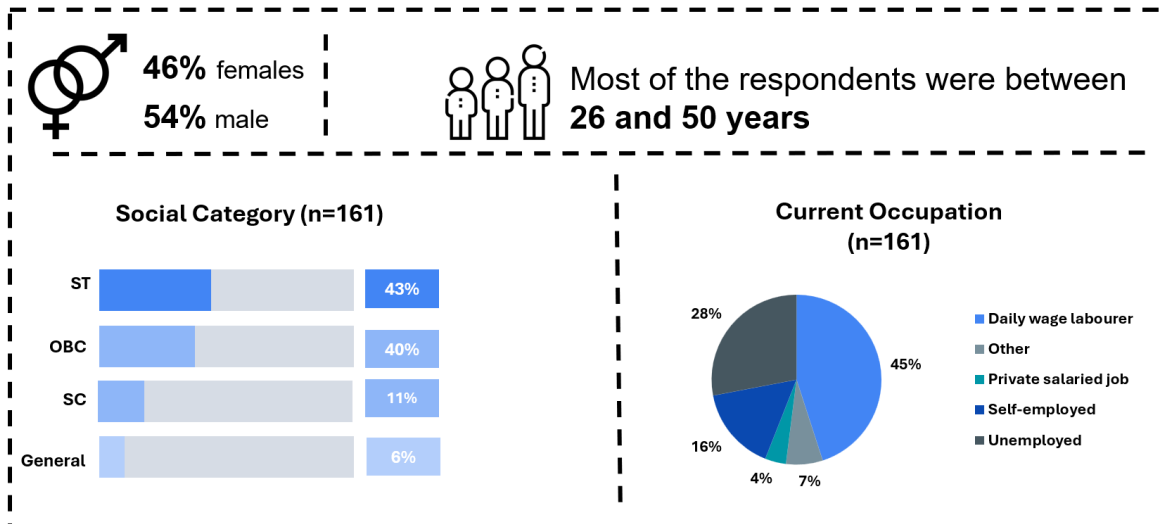 46% females
54% male
Most of the respondents were between
26 and 50 years
Social Category (n=161)
ST
43%
OBC
40%
SC
11%
General
6%
Current Occupation
(n=161)
28%
45%
16%
4%
7%
Daily wage labourer
Other
Private salaried job
Self-employed
Unemployed